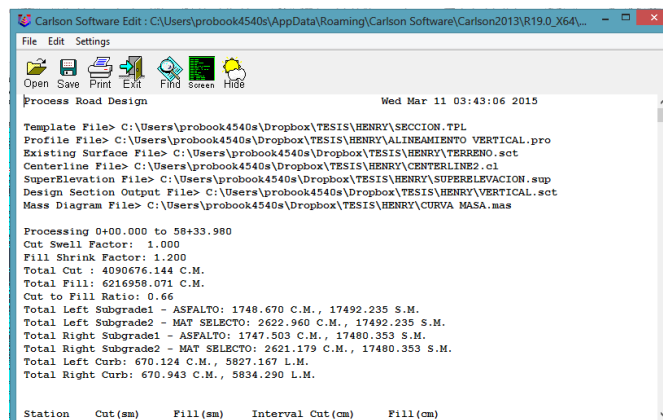 Carlson Software Edit : C:\Users\probook4540s\AppData\Roaming\Carlson Software\Carlson2013\R19.0_X64\...
File Edit Settings
Open Save Print Exit Find Screen Hide
Process Road Design Wed Mar 11 03:43:06 2015
Template File> C:\Users\probook4540s\Dropbox\TESIS\HENRY\SECCION.TPL
Profile File> C:\Users\probook4540s\Dropbox\TESIS\HENRY\ALINEAMIENTO VERTICAL.pro
Existing Surface File> C:\Users\probook4540s\Dropbox\TESIS\HENRY\TERRENO.sct
Centerline File> C:\Users\probook4540s\Dropbox\TESIS\HENRY\CENTERLINE2.cl
SuperElevation File> C:\Users\probook4540s\Dropbox\TESIS\HENRY\SUPERELEVACION.sup
Design Section Output File> C:\Users\probook4540s\Dropbox\TESIS\HENRY\VERTICAL.sct
Mass Diagram File> C:\Users\probook4540s\Dropbox\TESIS\HENRY\CURVA MASA.mas
Processing 0+00.000 to 58+33.980
Cut Swell Factor: 1.000
Fill Shrink Factor: 1.200
Total Cut : 4090676.144 C.M.
Total Fill: 6216958.071 C.M.
Cut to Fill Ratio: 0.66
Total Left Subgrade1 - ASFALTO: 1748.670 C.M., 17492.235 S.M.
Total Left Subgrade2 - MAT SELECTO: 2622.960 C.M., 17492.235 S.M.
Total Right Subgrade1 - ASFALTO: 1747.503 C.M., 17480.353 S.M.
Total Right Subgrade2 - MAT SELECTO: 2621.179 C.M., 17480.353 S.M.
Total Left Curb: 670.124 C.M., 5827.167 L.M.
Total Right Curb: 670.943 C.M., 5834.290 L.M.
Station Cut(sm) Fill(sm) Interval Cut(cm) Fill(cm)